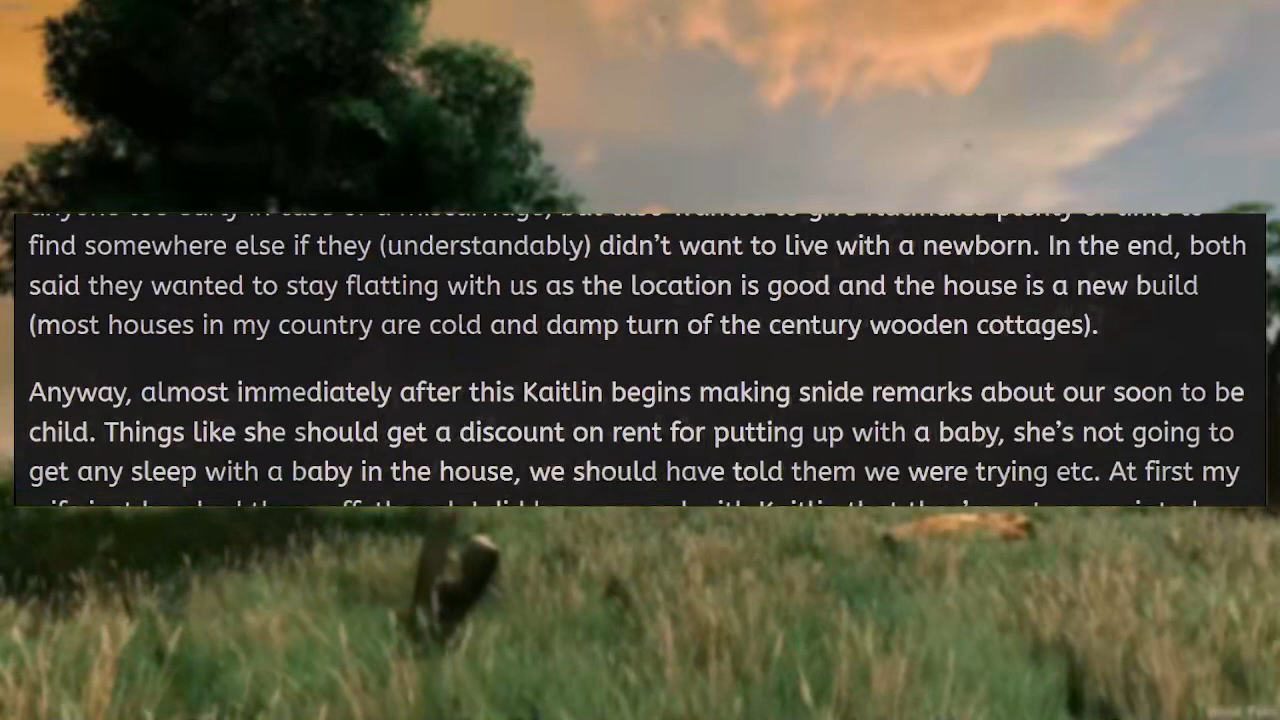 find somewhere else if they (understandably) didn't want to live with a newborn. In the end, both
said they wanted to stay flatting with us as the location is good and the house is a new build
(most houses in my country are cold and damp turn of the century wooden cottages).
Anyway, almost immediately after this Kaitlin begins making snide remarks about our soon to be
child. Things like she should get a discount on rent for putting up with a baby, she's not going to
get any sleep with a baby in the house, we should have told them we were trying etc. At first my